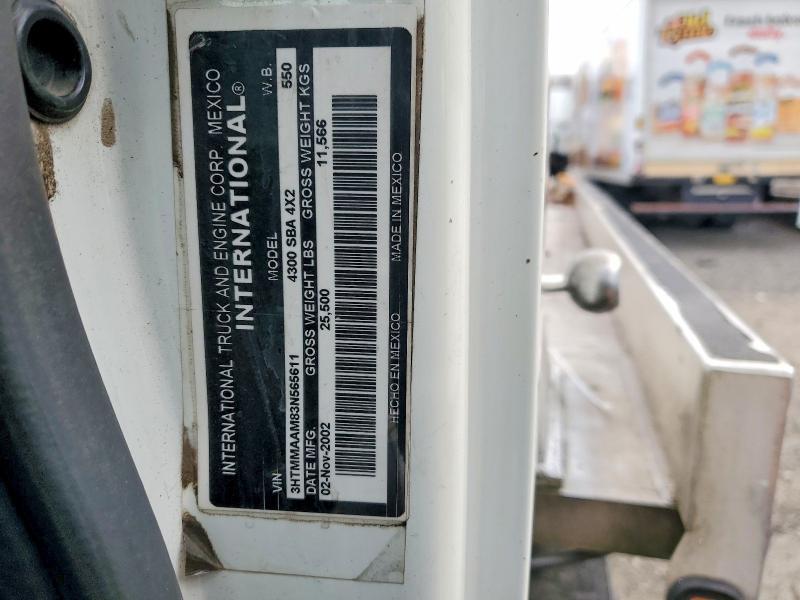 INTERNATIONAL TRUCK AND ENGINE CORP. MEXICO
INTERNATIONAL®
VIN MODEL W.B.
3HTMMAAM83N565611 4300 SBA 4X2 550
DATE MFG. GROSS WEIGHT LBS GROSS WEIGHT KGS
02-Nov-2002 25,500 11,566
HECHO EN MEXICO MADE IN MEXICO